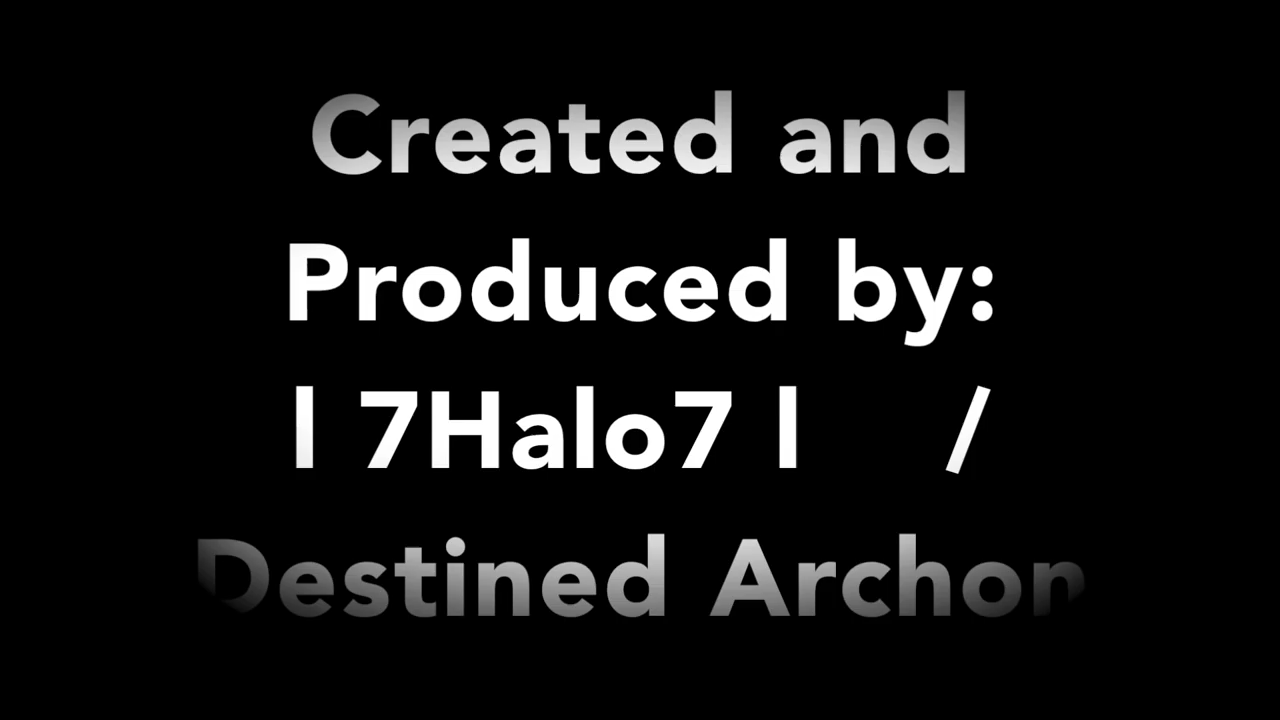 Created and
Produced by:
l 7Halo7 l /
Destined Archon